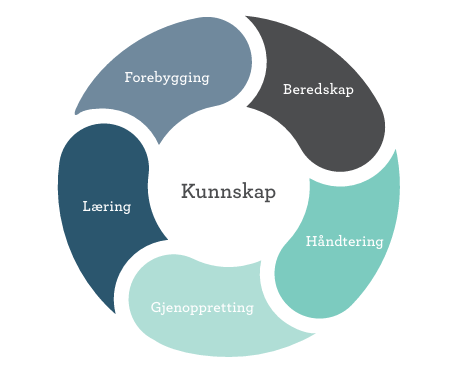 Forebygging
Beredskap
Kunnskap
Læring
Håndtering
Gjenoppretting